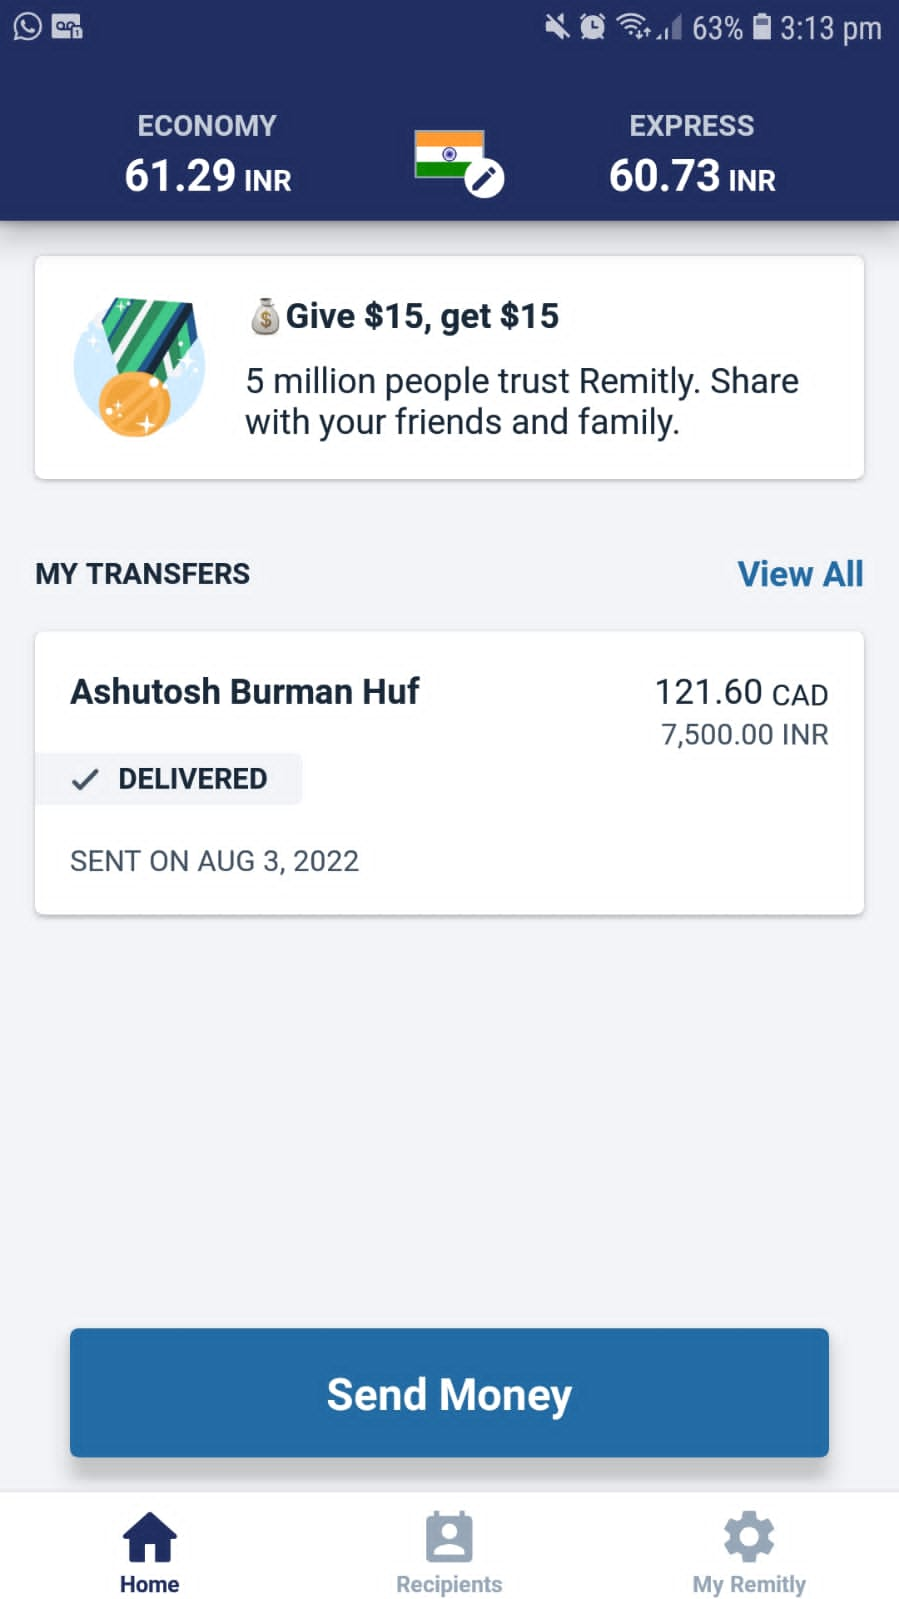 63% 3:13 pm
ECONOMY
61.29 INR
EXPRESS
60.73 INR
💰Give $15, get $15
5 million people trust Remitly. Share
with your friends and family.
MY TRANSFERS
View All
Ashutosh Burman Huf
121.60 CAD
7,500.00 INR
DELIVERED
SENT ON AUG 3, 2022
Send Money
Home
Recipients
My Remitly